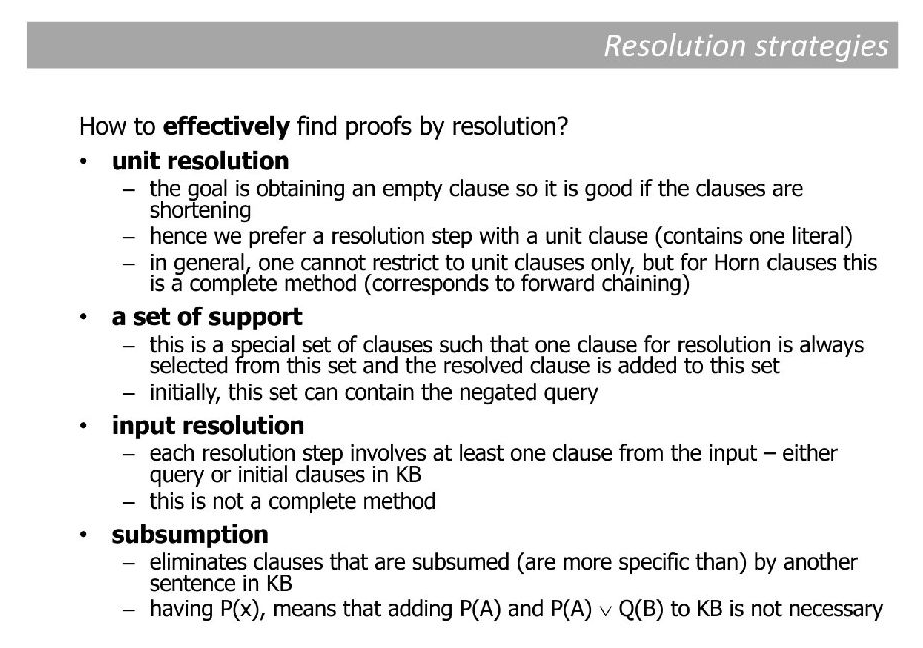 Resolution strategies
How to effectively find proofs by resolution?
• unit resolution
– the goal is obtaining an empty clause so it is good if the clauses are
shortening
– hence we prefer a resolution step with a unit clause (contains one literal)
– in general, one cannot restrict to unit clauses only, but for Horn clauses this
is a complete method (corresponds to forward chaining)
• a set of support
– this is a special set of clauses such that one clause for resolution is always
selected from this set and the resolved clause is added to this set
– initially, this set can contain the negated query
• input resolution
– each resolution step involves at least one clause from the input – either
query or initial clauses in KB
– this is not a complete method
• subsumption
– eliminates clauses that are subsumed (are more specific than) by another
sentence in KB
– having P(x), means that adding P(A) and P(A) ∨ Q(B) to KB is not necessary